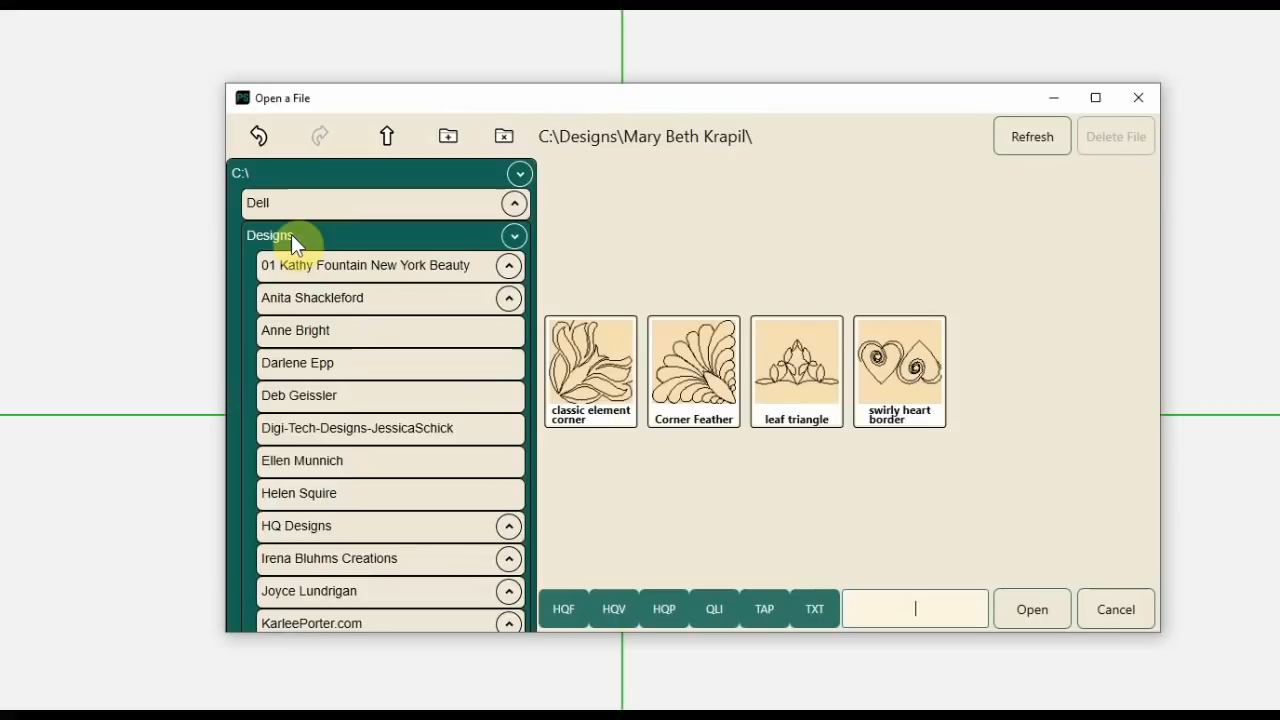 PS Open a File
C:\Designs\Mary Beth Krapil\
Refresh
Delete File
C:\
Dell
Designs
01 Kathy Fountain New York Beauty
Anita Shackleford
Anne Bright
Darlene Epp
Deb Geissler
Digi-Tech-Designs-JessicaSchick
Ellen Munnich
Helen Squire
HQ Designs
Irena Bluhms Creations
Joyce Lundrigan
KarleePorter.com
classic element
corner
Corner Feather
leaf triangle
swirly heart
border
HQF
HQV
HQP
QLI
TAP
TXT
Open
Cancel